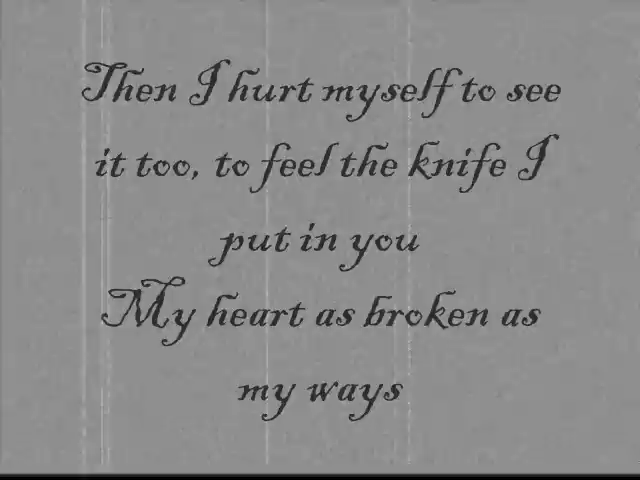 Then I hurt myself to see
it too, to feel the knife I
put in you
My heart as broken as
my ways